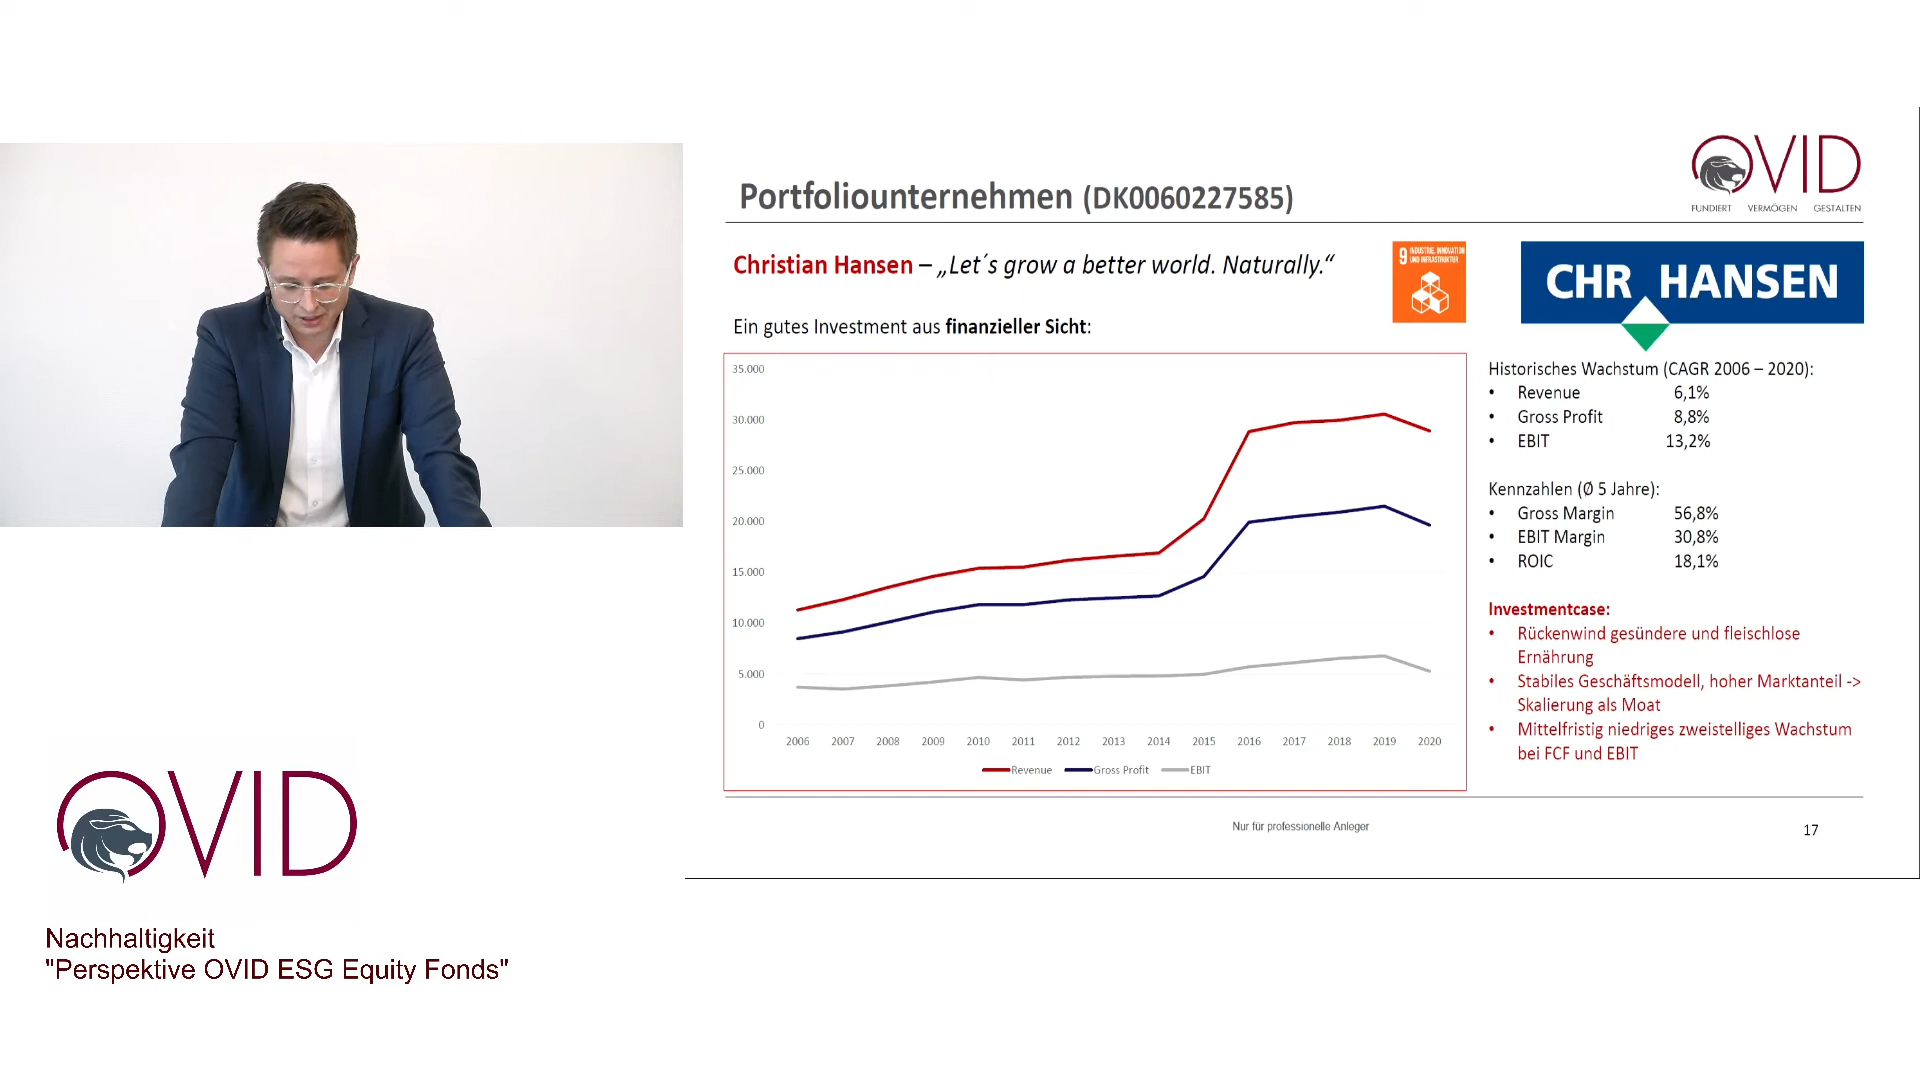 OVID
FUNDIERT VERMÖGEN GESTALTEN
Portfoliounternehmen (DK0060227585)
Christian Hansen – „Let´s grow a better world. Naturally.“
9 INDUSTRIE, INNOVATION
UND INFRASTRUKTUR
CHR HANSEN
Ein gutes Investment aus finanzieller Sicht:
35.000
30.000
25.000
20.000
15.000
10.000
5.000
0
2006 2007 2008 2009 2010 2011 2012 2013 2014 2015 2016 2017 2018 2019 2020
Revenue Gross Profit EBIT
Historisches Wachstum (CAGR 2006 – 2020):
• Revenue 6,1%
• Gross Profit 8,8%
• EBIT 13,2%
Kennzahlen (Ø 5 Jahre):
• Gross Margin 56,8%
• EBIT Margin 30,8%
• ROIC 18,1%
Investmentcase:
• Rückenwind gesündere und fleischlose
Ernährung
• Stabiles Geschäftsmodell, hoher Marktanteil ->
Skalierung als Moat
• Mittelfristig niedriges zweistelliges Wachstum
bei FCF und EBIT
Nur für professionelle Anleger
17
OVID
Nachhaltigkeit
"Perspektive OVID ESG Equity Fonds"